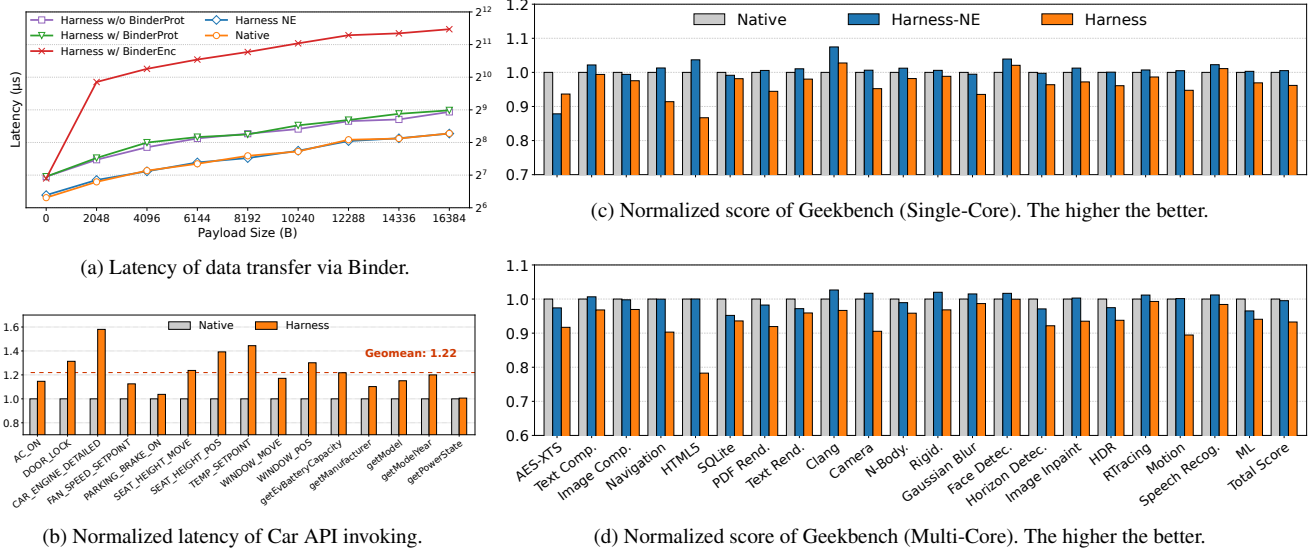 Harness w/o BinderProt
Harness w/ BinderProt
Harness w/ BinderEnc
Harness NE
Native
Latency (μs)
2^12
2^11
2^10
2^9
2^8
2^7
2^6
0 2048 4096 6144 8192 10240 12288 14336 16384
Payload Size (B)
(a) Latency of data transfer via Binder.
Native Harness
Geomean: 1.22
1.6
1.4
1.2
1.0
0.8
AC_ON
DOOR_LOCK
CAR_ENGINE_DETAILED
FAN_SPEED_SETPOINT
PARKING_BRAKE_ON
SEAT_HEIGHT_MOVE
SEAT_HEIGHT_POS
TEMP_SETPOINT
WINDOW_MOVE
WINDOW_POS
getEvBatteryCapacity
getManufacturer
getModel
getModelYear
getPowerState
(b) Normalized latency of Car API invoking.
Native Harness-NE Harness
1.2
1.1
1.0
0.9
0.8
0.7
(c) Normalized score of Geekbench (Single-Core). The higher the better.
1.1
1.0
0.9
0.8
0.7
0.6
AES-XTS
Text Comp.
Image Comp.
Navigation
HTML5
SQLite
PDF Rend.
Text Rend.
Clang
Camera
N-Body.
Rigid.
Gaussian Blur
Face Detec.
Horizon Detec.
Image Inpaint
HDR
RTracing
Motion
Speech Recog.
ML
Total Score
(d) Normalized score of Geekbench (Multi-Core). The higher the better.